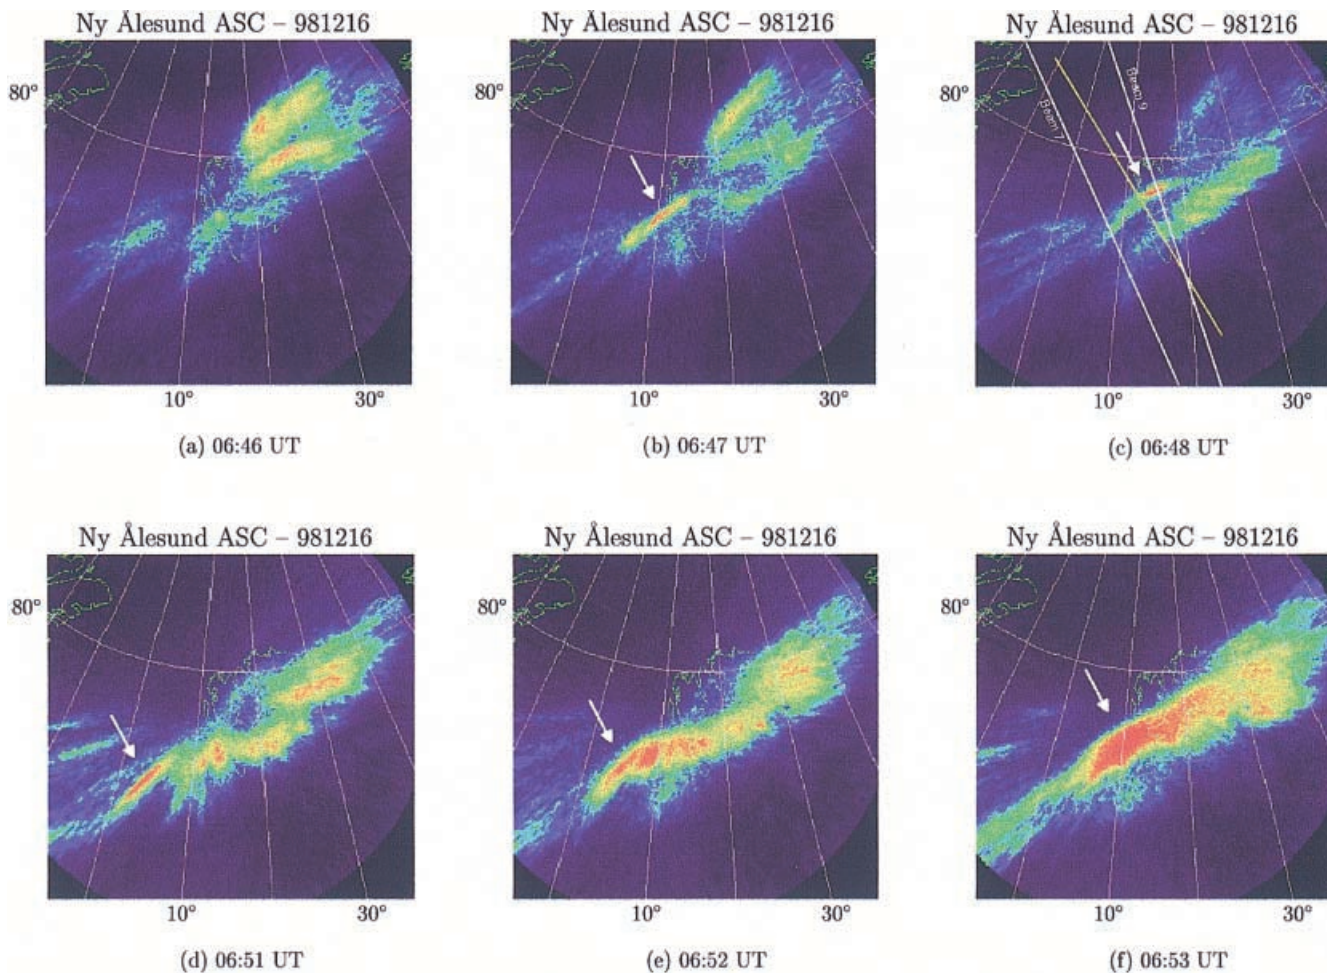 Ny Ålesund ASC – 981216
Ny Ålesund ASC – 981216
Ny Ålesund ASC – 981216
80°
80°
80°
Beam 7
Beam 9
10°
30°
10°
30°
10°
30°
(a) 06:46 UT
(b) 06:47 UT
(c) 06:48 UT
Ny Ålesund ASC – 981216
Ny Ålesund ASC – 981216
Ny Ålesund ASC – 981216
80°
80°
80°
10°
30°
10°
30°
10°
30°
(d) 06:51 UT
(e) 06:52 UT
(f) 06:53 UT